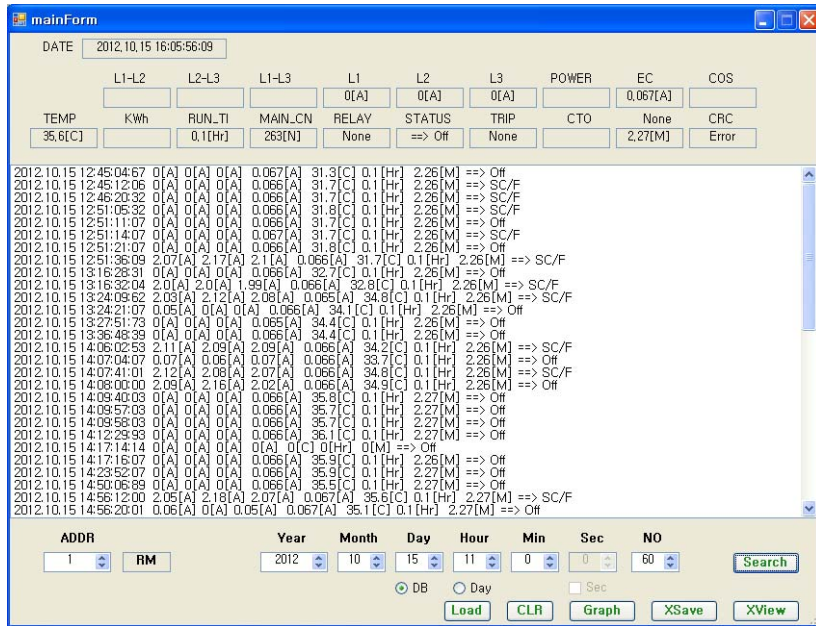 mainForm
DATE 2012,10,15 16:05:56:09
L1-L2 L2-L3 L1-L3 L1 L2 L3 POWER EC COS
0[A] 0[A] 0[A] 0,067[A]
TEMP KWh RUN_TI MAIN_CN RELAY STATUS TRIP CTO None CRC
35,6[C] 0,1[Hr] 263[N] None ==> Off None 2,27[M] Error
2012.10.15 12:45:04:67 0[A] 0[A] 0[A] 0.067[A] 31.3[C] 0.1[Hr] 2.26[M] ==> Off
2012.10.15 12:45:12:06 0[A] 0[A] 0[A] 0.066[A] 31.7[C] 0.1[Hr] 2.26[M] ==> SC/F
2012.10.15 12:46:20:32 0[A] 0[A] 0[A] 0.066[A] 31.7[C] 0.1[Hr] 2.26[M] ==> SC/F
2012.10.15 12:51:05:32 0[A] 0[A] 0[A] 0.066[A] 31.8[C] 0.1[Hr] 2.26[M] ==> SC/F
2012.10.15 12:51:11:07 0[A] 0[A] 0[A] 0.066[A] 31.7[C] 0.1[Hr] 2.26[M] ==> Off
2012.10.15 12:51:14:07 0[A] 0[A] 0[A] 0.067[A] 31.7[C] 0.1[Hr] 2.26[M] ==> SC/F
2012.10.15 12:51:21:07 0[A] 0[A] 0[A] 0.066[A] 31.8[C] 0.1[Hr] 2.26[M] ==> Off
2012.10.15 12:51:36:09 2.07[A] 2.17[A] 2.1[A] 0.066[A] 31.7[C] 0.1[Hr] 2.26[M] ==> SC/F
2012.10.15 13:16:28:31 0[A] 0[A] 0[A] 0.066[A] 32.7[C] 0.1[Hr] 2.26[M] ==> Off
2012.10.15 13:16:32:04 2.0[A] 2.0[A] 1.99[A] 0.066[A] 32.8[C] 0.1[Hr] 2.26[M] ==> SC/F
2012.10.15 13:24:09:62 2.03[A] 2.12[A] 2.08[A] 0.065[A] 34.8[C] 0.1[Hr] 2.26[M] ==> SC/F
2012.10.15 13:24:21:07 0.05[A] 0[A] 0[A] 0.066[A] 34.1[C] 0.1[Hr] 2.26[M] ==> Off
2012.10.15 13:27:51:73 0[A] 0[A] 0[A] 0.065[A] 34.4[C] 0.1[Hr] 2.26[M] ==> Off
2012.10.15 13:36:48:39 0[A] 0[A] 0[A] 0.066[A] 34.4[C] 0.1[Hr] 2.26[M] ==> Off
2012.10.15 14:06:02:53 2.11[A] 2.09[A] 2.09[A] 0.066[A] 34.2[C] 0.1[Hr] 2.26[M] ==> SC/F
2012.10.15 14:07:04:07 0.07[A] 0.06[A] 0.07[A] 0.066[A] 33.7[C] 0.1[Hr] 2.26[M] ==> Off
2012.10.15 14:07:41:01 2.12[A] 2.08[A] 2.07[A] 0.066[A] 34.8[C] 0.1[Hr] 2.26[M] ==> SC/F
2012.10.15 14:08:00:00 2.09[A] 2.16[A] 2.02[A] 0.066[A] 34.9[C] 0.1[Hr] 2.26[M] ==> Off
2012.10.15 14:09:40:03 0[A] 0[A] 0[A] 0.066[A] 35.8[C] 0.1[Hr] 2.27[M] ==> Off
2012.10.15 14:09:57:03 0[A] 0[A] 0[A] 0.066[A] 35.7[C] 0.1[Hr] 2.27[M] ==> Off
2012.10.15 14:09:58:03 0[A] 0[A] 0[A] 0.066[A] 35.7[C] 0.1[Hr] 2.27[M] ==> Off
2012.10.15 14:12:29:93 0[A] 0[A] 0[A] 0.066[A] 36.1[C] 0.1[Hr] 2.27[M] ==> Off
2012.10.15 14:17:14:14 0[A] 0[A] 0[A] 0[A] 0[C] 0[Hr] 0[M] ==> Off
2012.10.15 14:17:16:07 0[A] 0[A] 0[A] 0.066[A] 35.9[C] 0.1[Hr] 2.26[M] ==> Off
2012.10.15 14:23:52:07 0[A] 0[A] 0[A] 0.066[A] 35.9[C] 0.1[Hr] 2.27[M] ==> Off
2012.10.15 14:50:06:89 0[A] 0[A] 0[A] 0.066[A] 35.5[C] 0.1[Hr] 2.27[M] ==> Off
2012.10.15 14:56:12:00 2.05[A] 2.18[A] 2.07[A] 0.067[A] 35.6[C] 0.1[Hr] 2.27[M] ==> SC/F
2012.10.15 14:56:20:01 0.06[A] 0[A] 0.05[A] 0.067[A] 35.1[C] 0.1[Hr] 2.27[M] ==> Off
ADDR Year Month Day Hour Min Sec NO
1 RM 2012 10 15 11 0 0 60 Search
DB Day Sec
Load CLR Graph XSave XView